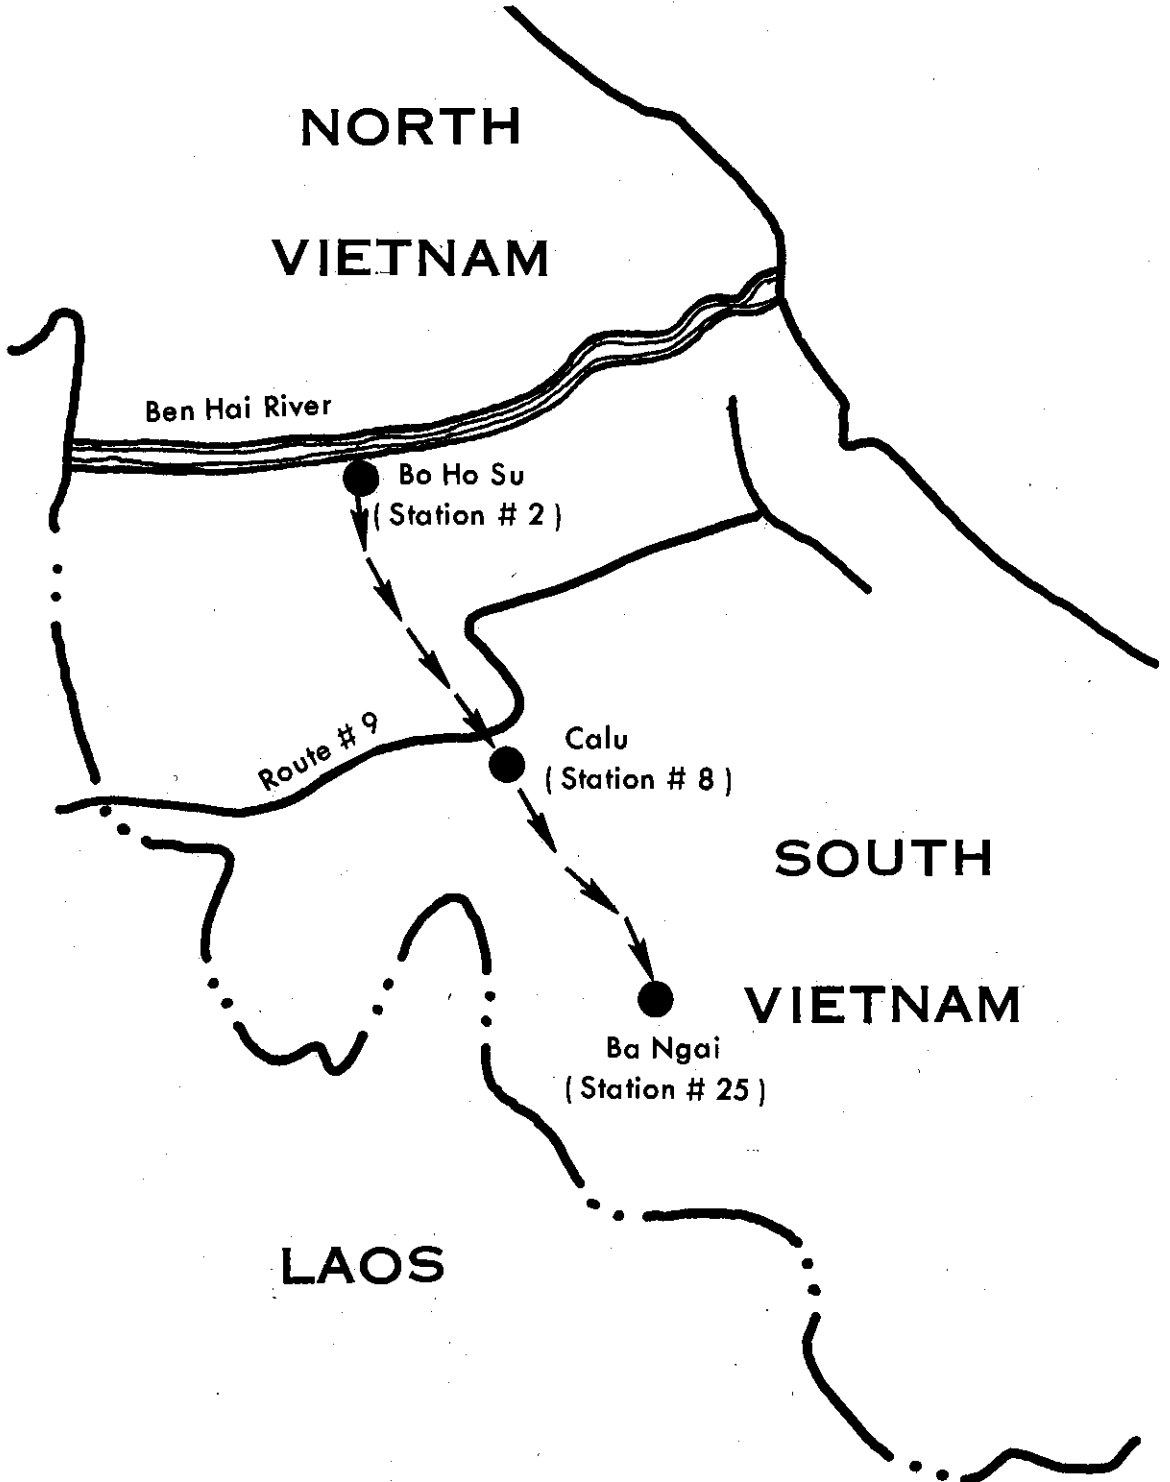 NORTH
VIETNAM
Ben Hai River
Bo Ho Su
( Station # 2 )
Route # 9
Calu
( Station # 8 )
SOUTH
VIETNAM
Ba Ngai
( Station # 25 )
LAOS